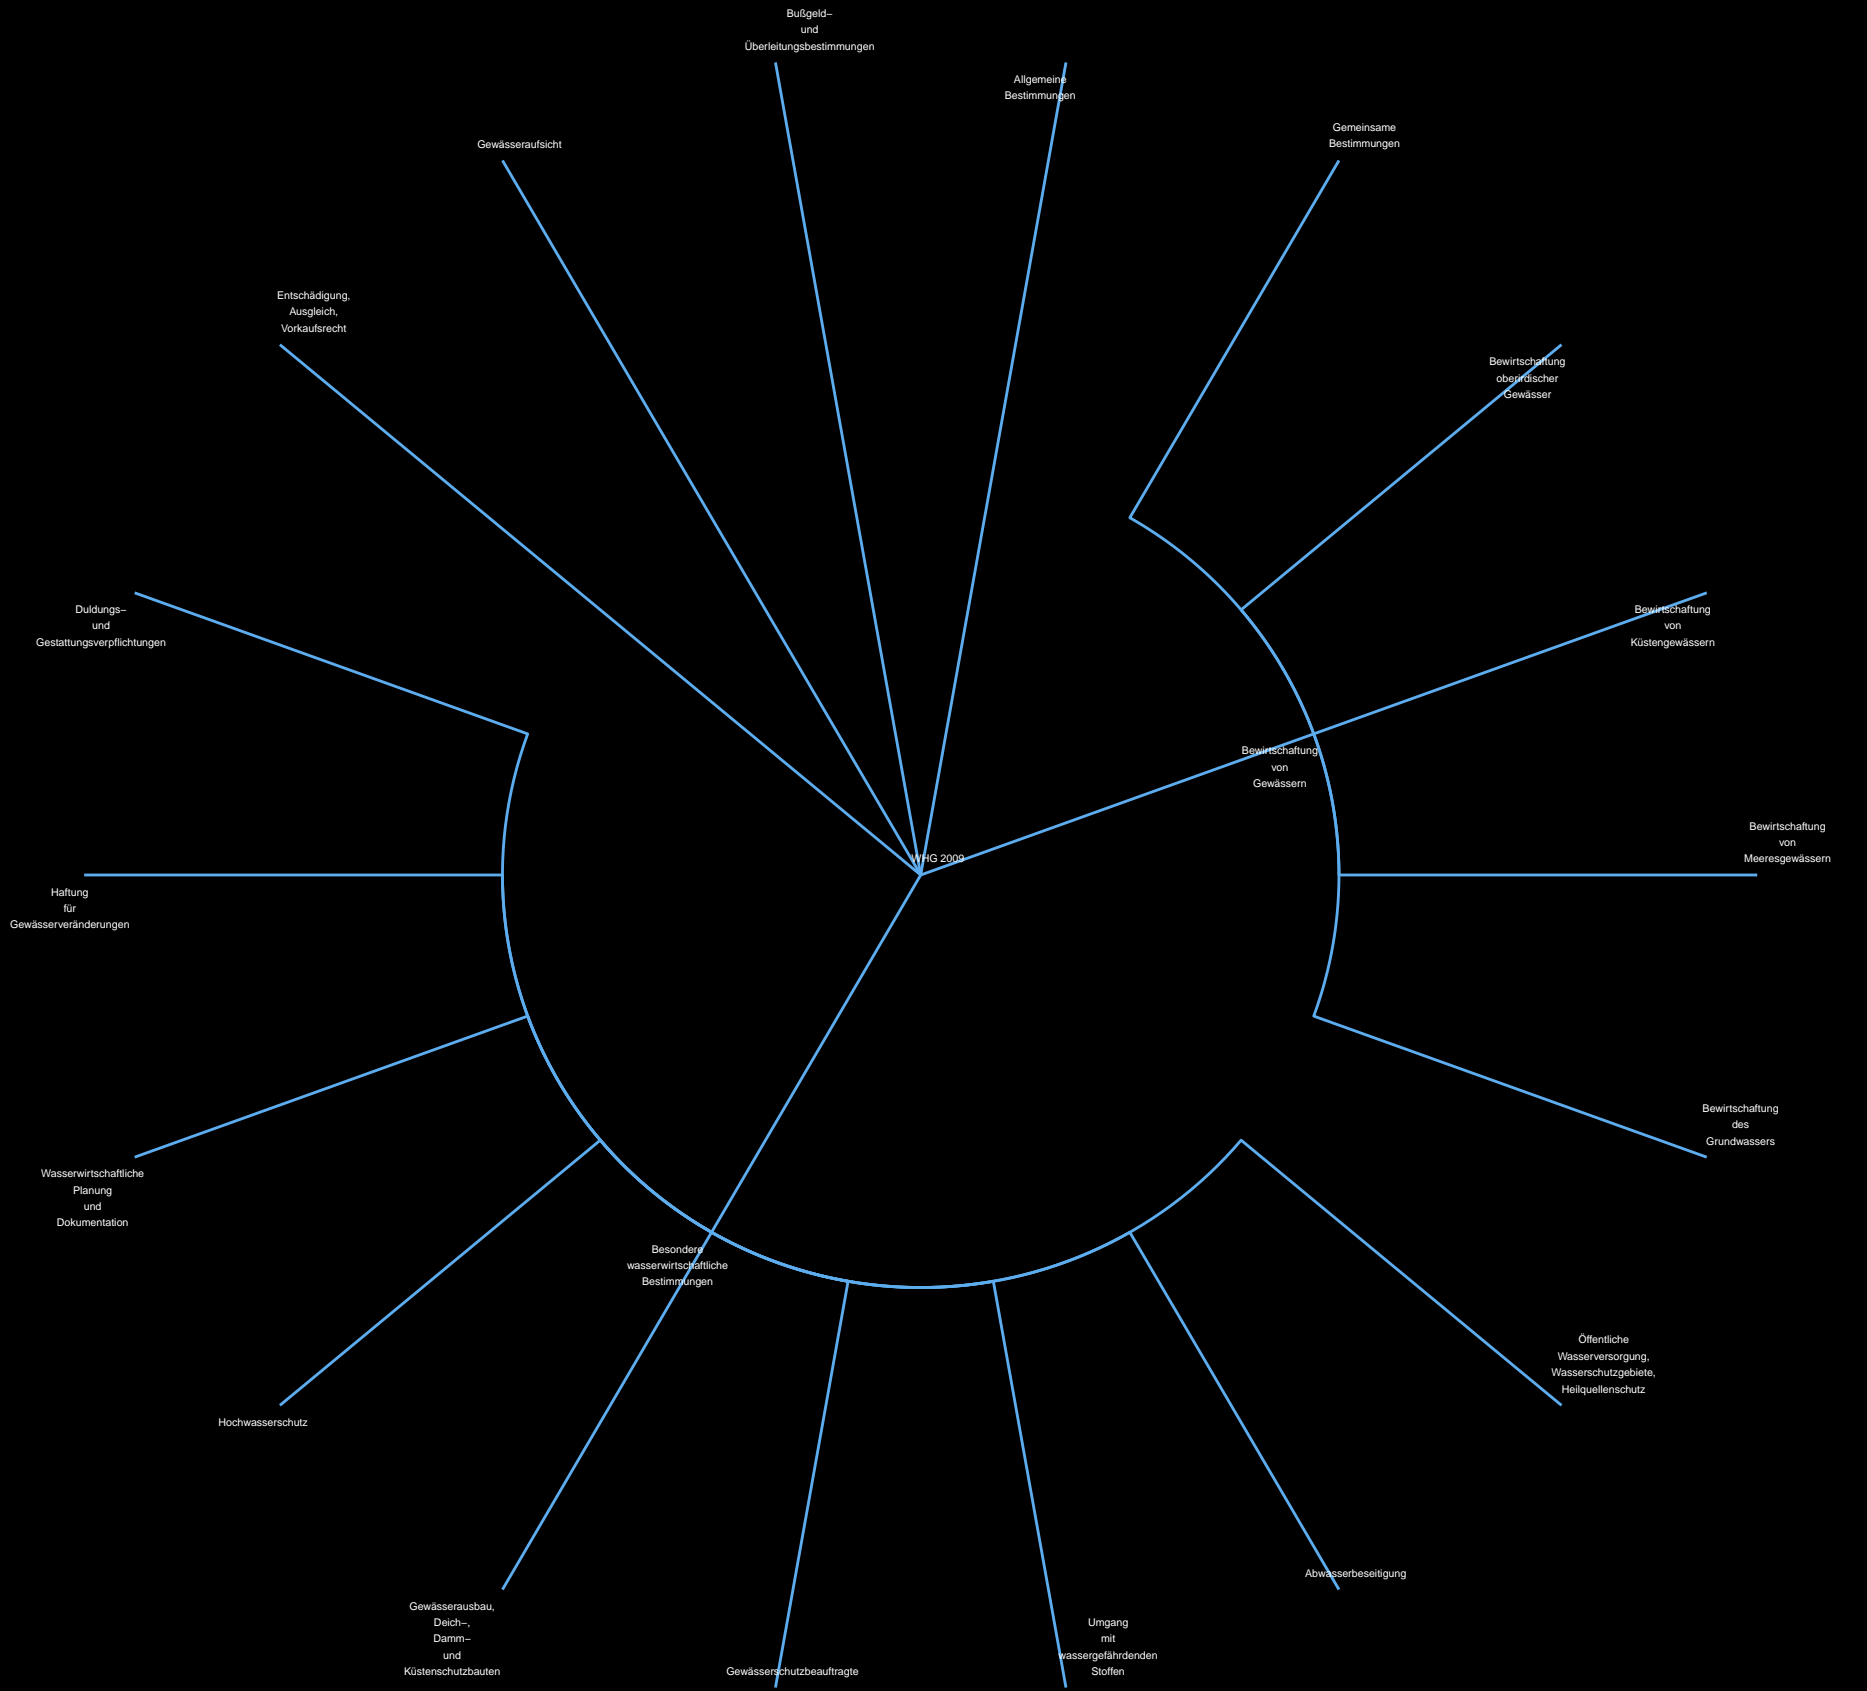 Bußgeld–
und
Überleitungsbestimmungen
Allgemeine
Bestimmungen
Gemeinsame
Bestimmungen
Gewässeraufsicht
Entschädigung,
Ausgleich,
Vorkaufsrecht
Bewirtschaftung
oberirdischer
Gewässer
Duldungs–
und
Gestattungsverpflichtungen
Bewirtschaftung
von
Küstengewässern
Bewirtschaftung
von
Gewässern
Bewirtschaftung
von
Meeresgewässern
WHG 2009
Haftung
für
Gewässerveränderungen
Bewirtschaftung
des
Grundwassers
Wasserwirtschaftliche
Planung
und
Dokumentation
Besondere
wasserwirtschaftliche
Bestimmungen
Öffentliche
Wasserversorgung,
Wasserschutzgebiete,
Heilquellenschutz
Hochwasserschutz
Abwasserbeseitigung
Gewässerausbau,
Deich–,
Damm–
und
Küstenschutzbauten
Gewässerschutzbeauftragte
Umgang
mit
wassergefährdenden
Stoffen